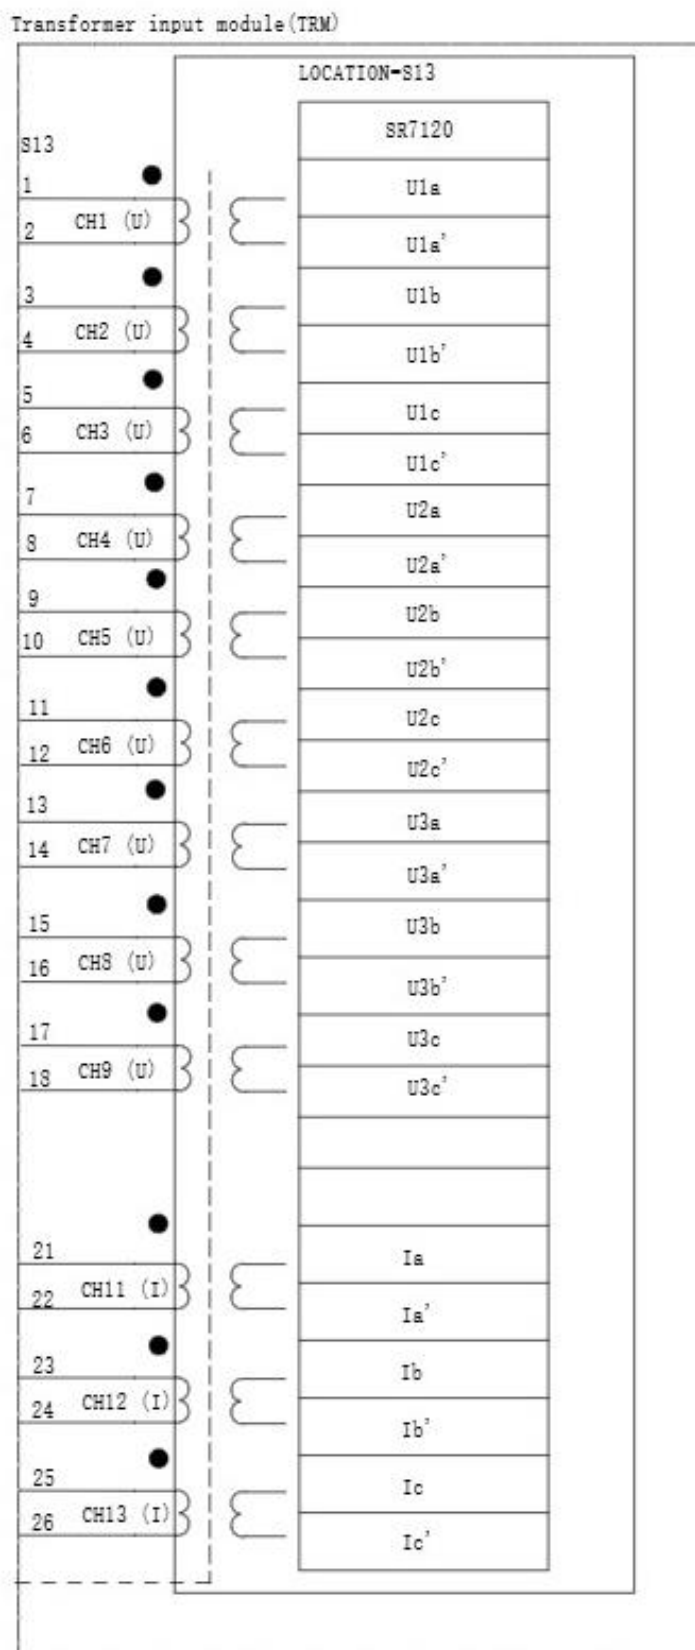 Transformer input module(TRM)
LOCATION-S13
SR7120
S13
1
U1a
CH1 (U)
2
U1a'
3
U1b
CH2 (U)
4
U1b'
5
U1c
CH3 (U)
6
U1c'
7
U2a
CH4 (U)
8
U2a'
9
U2b
CH5 (U)
10
U2b'
11
U2c
CH6 (U)
12
U2c'
13
U3a
CH7 (U)
14
U3a'
15
U3b
CH8 (U)
16
U3b'
17
U3c
CH9 (U)
18
U3c'
21
Ia
CH11 (I)
22
Ia'
23
Ib
CH12 (I)
24
Ib'
25
Ic
CH13 (I)
26
Ic'